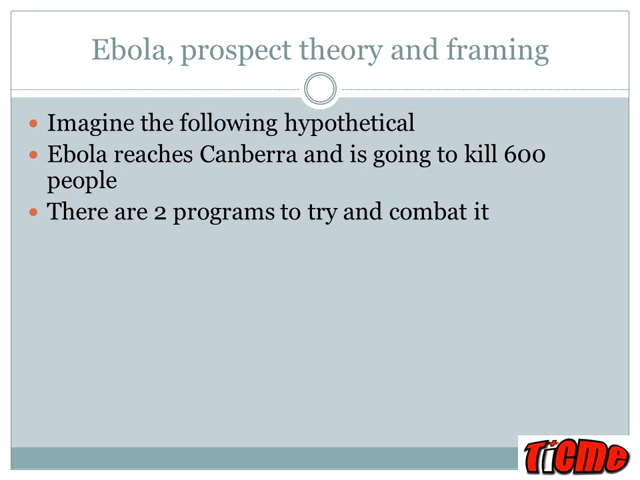 Ebola, prospect theory and framing
• Imagine the following hypothetical
• Ebola reaches Canberra and is going to kill 600
people
• There are 2 programs to try and combat it
TiCMe